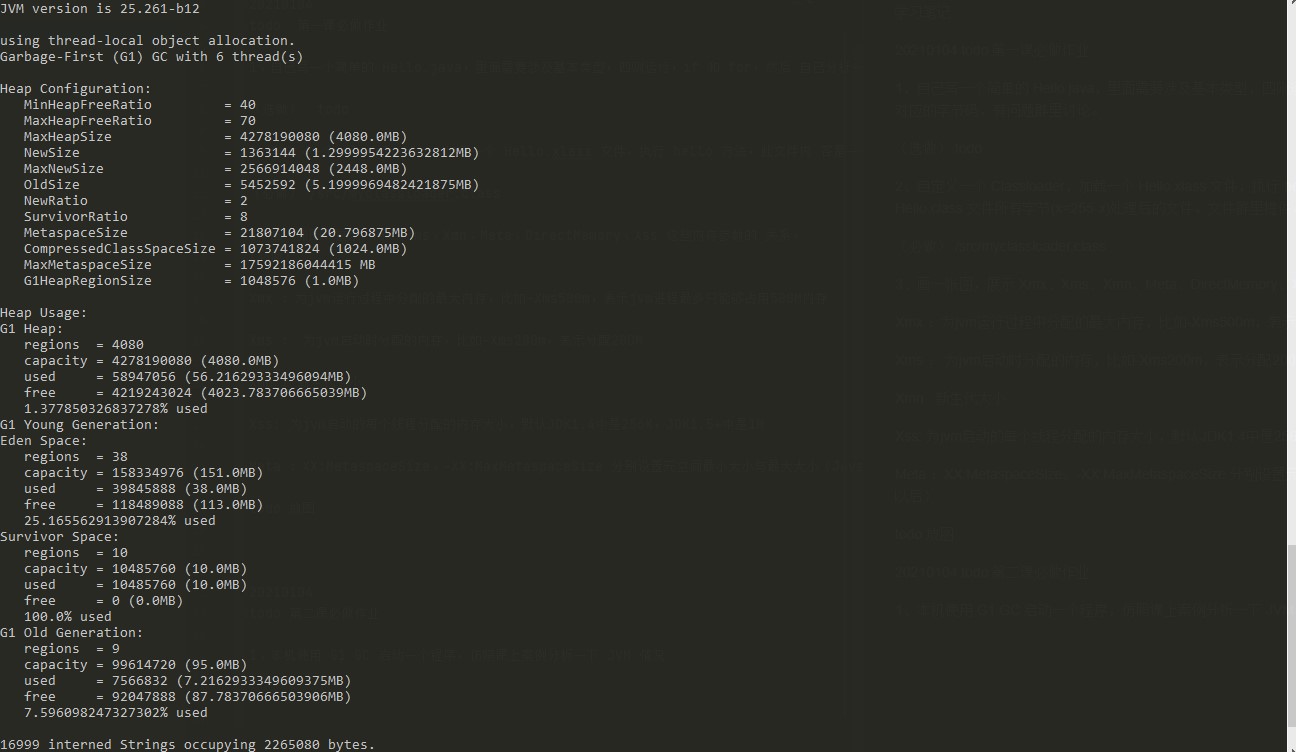 JVM version is 25.261-b12
using thread-local object allocation.
Garbage-First (G1) GC with 6 thread(s)
Heap Configuration:
MinHeapFreeRatio = 40
MaxHeapFreeRatio = 70
MaxHeapSize = 4278190080 (4080.0MB)
NewSize = 1363144 (1.2999954223632812MB)
MaxNewSize = 2566914048 (2448.0MB)
OldSize = 5452592 (5.1999969482421875MB)
NewRatio = 2
SurvivorRatio = 8
MetaspaceSize = 21807104 (20.796875MB)
CompressedClassSpaceSize = 1073741824 (1024.0MB)
MaxMetaspaceSize = 17592186044415 MB
G1HeapRegionSize = 1048576 (1.0MB)
Heap Usage:
G1 Heap:
regions = 4080
capacity = 4278190080 (4080.0MB)
used = 58947056 (56.21629333496094MB)
free = 4219243024 (4023.783706665039MB)
1.377850326837278% used
G1 Young Generation:
Eden Space:
regions = 38
capacity = 158334976 (151.0MB)
used = 39845888 (38.0MB)
free = 118489088 (113.0MB)
25.165562913907284% used
Survivor Space:
regions = 10
capacity = 10485760 (10.0MB)
used = 10485760 (10.0MB)
free = 0 (0.0MB)
100.0% used
G1 Old Generation:
regions = 9
capacity = 99614720 (95.0MB)
used = 7566832 (7.2162933349609375MB)
free = 92047888 (87.78370666503906MB)
7.596098247327302% used
16999 interned Strings occupying 2265080 bytes.